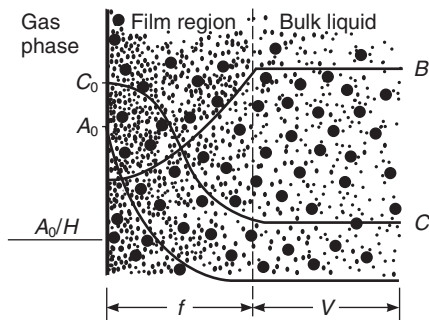 Gas
phase
Film region
Bulk liquid
B
C₀
A₀
C
A₀/H
f
V